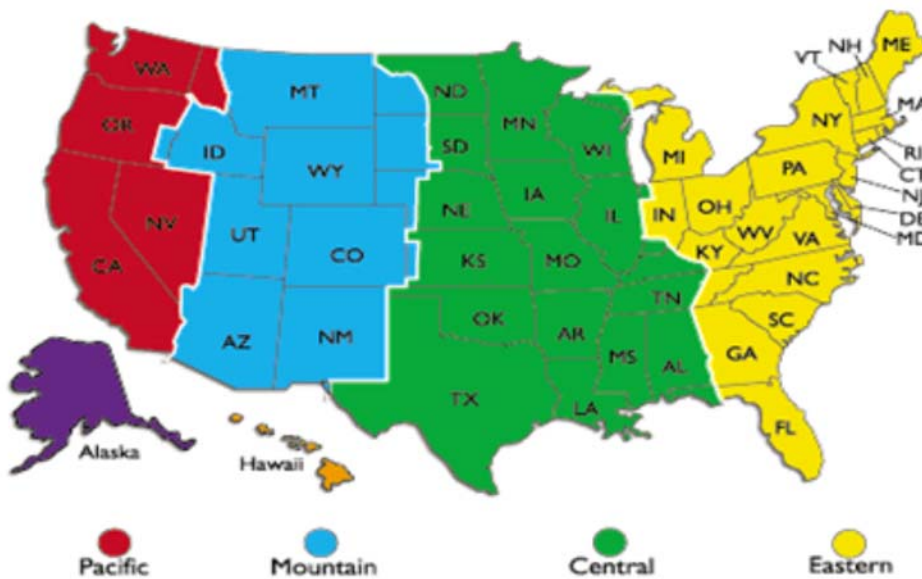 WA
MT
ND
MN
VT
NH
ME
OR
ID
WY
SD
WI
MI
NY
MA
RI
CT
NJ
DE
MD
PA
IA
NE
IL
IN
OH
WV
VA
KY
NV
UT
CO
KS
MO
CA
AZ
NM
OK
AR
TN
NC
SC
MS
AL
GA
TX
LA
FL
Alaska
Hawaii
Pacific
Mountain
Central
Eastern